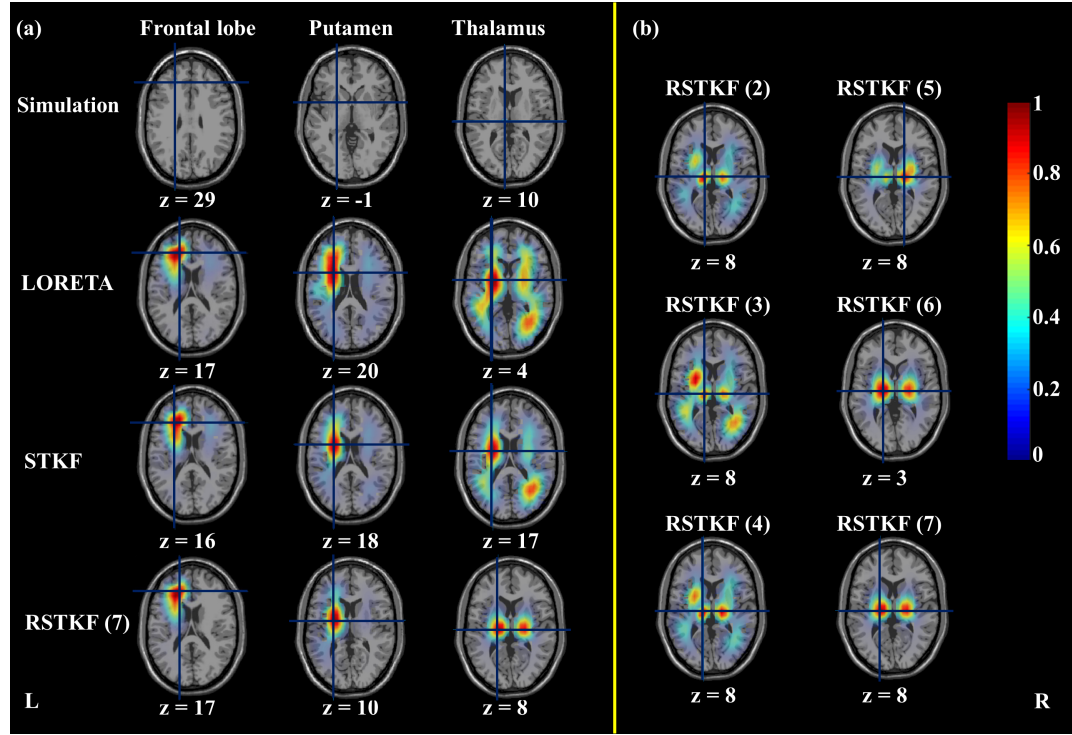 (a)
Frontal lobe Putamen Thalamus
Simulation
z = 29 z = -1 z = 10
LORETA
z = 17 z = 20 z = 4
STKF
z = 16 z = 18 z = 17
RSTKF (7)
L
z = 17 z = 10 z = 8
(b)
RSTKF (2) RSTKF (5)
z = 8 z = 8
RSTKF (3) RSTKF (6)
z = 8 z = 3
RSTKF (4) RSTKF (7)
z = 8 z = 8
1
0.8
0.6
0.4
0.2
0
R